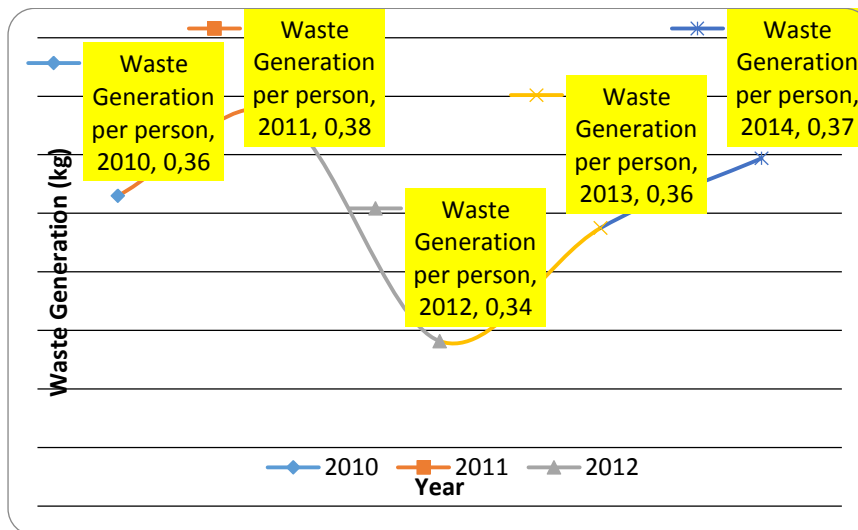 Waste Generation (kg)
Waste
Generation
per person,
2010, 0,36
Waste
Generation
per person,
2011, 0,38
Waste
Generation
per person,
2012, 0,34
Waste
Generation
per person,
2013, 0,36
Waste
Generation
per person,
2014, 0,37
2010
2011
2012
Year